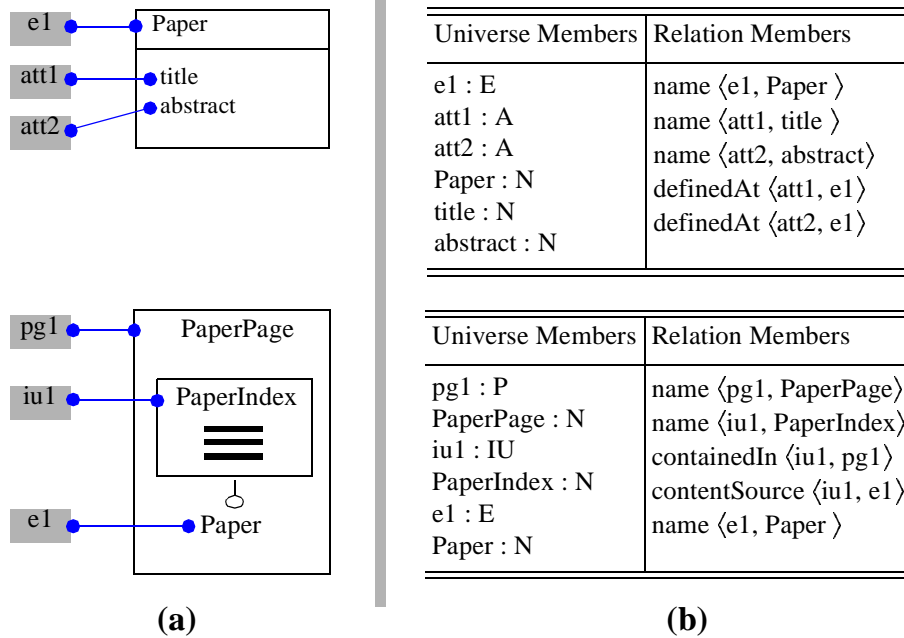 e1 Paper
att1 title
att2 abstract
pg1 PaperPage
iu1 PaperIndex
e1 Paper
(a)
Universe Members Relation Members
e1 : E name ⟨e1, Paper ⟩
att1 : A name ⟨att1, title ⟩
att2 : A name ⟨att2, abstract⟩
Paper : N definedAt ⟨att1, e1⟩
title : N definedAt ⟨att2, e1⟩
abstract : N
Universe Members Relation Members
pg1 : P name ⟨pg1, PaperPage⟩
PaperPage : N name ⟨iu1, PaperIndex⟩
iu1 : IU containedIn ⟨iu1, pg1⟩
PaperIndex : N contentSource ⟨iu1, e1⟩
e1 : E name ⟨e1, Paper ⟩
Paper : N
(b)